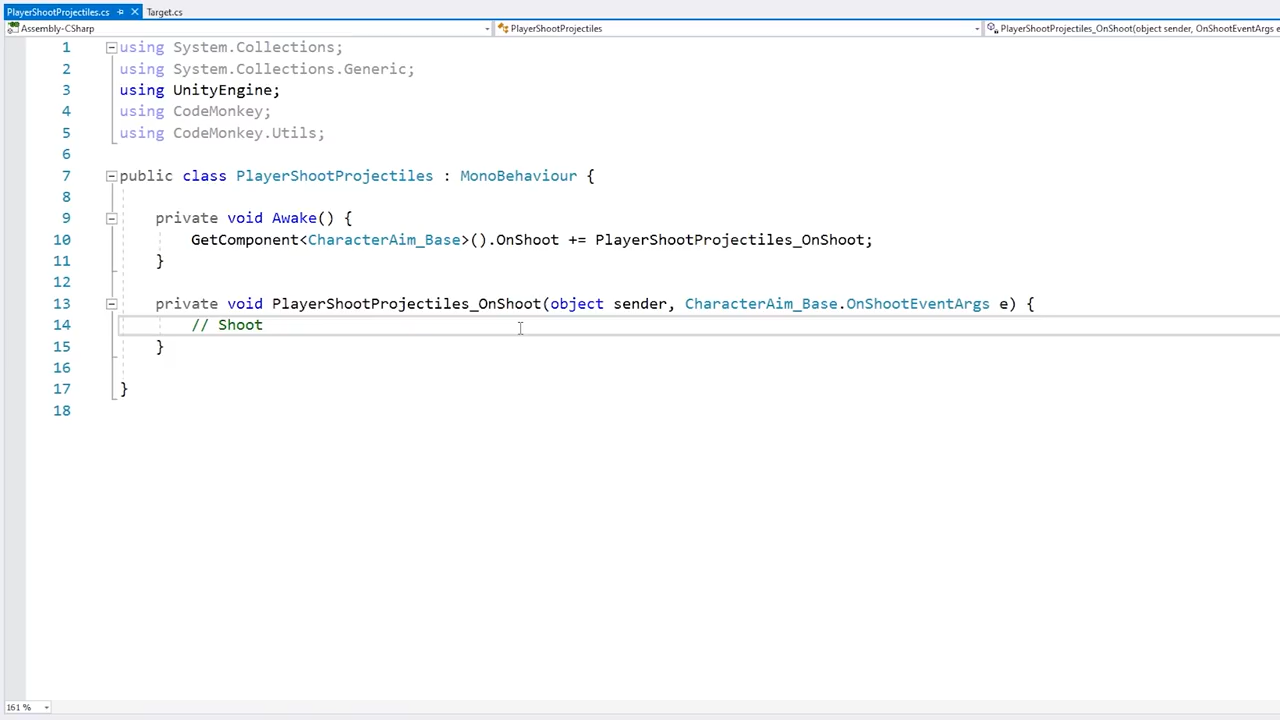 PlayerShootProjectiles.cs Target.cs
Assembly-CSharp PlayerShootProjectiles PlayerShootProjectiles_OnShoot(object sender, OnShootEventArgs e
1 using System.Collections;
2 using System.Collections.Generic;
3 using UnityEngine;
4 using CodeMonkey;
5 using CodeMonkey.Utils;
6
7 public class PlayerShootProjectiles : MonoBehaviour {
8
9 private void Awake() {
10 GetComponent<CharacterAim_Base>().OnShoot += PlayerShootProjectiles_OnShoot;
11 }
12
13 private void PlayerShootProjectiles_OnShoot(object sender, CharacterAim_Base.OnShootEventArgs e) {
14 // Shoot
15 }
16
17 }
18
161 %